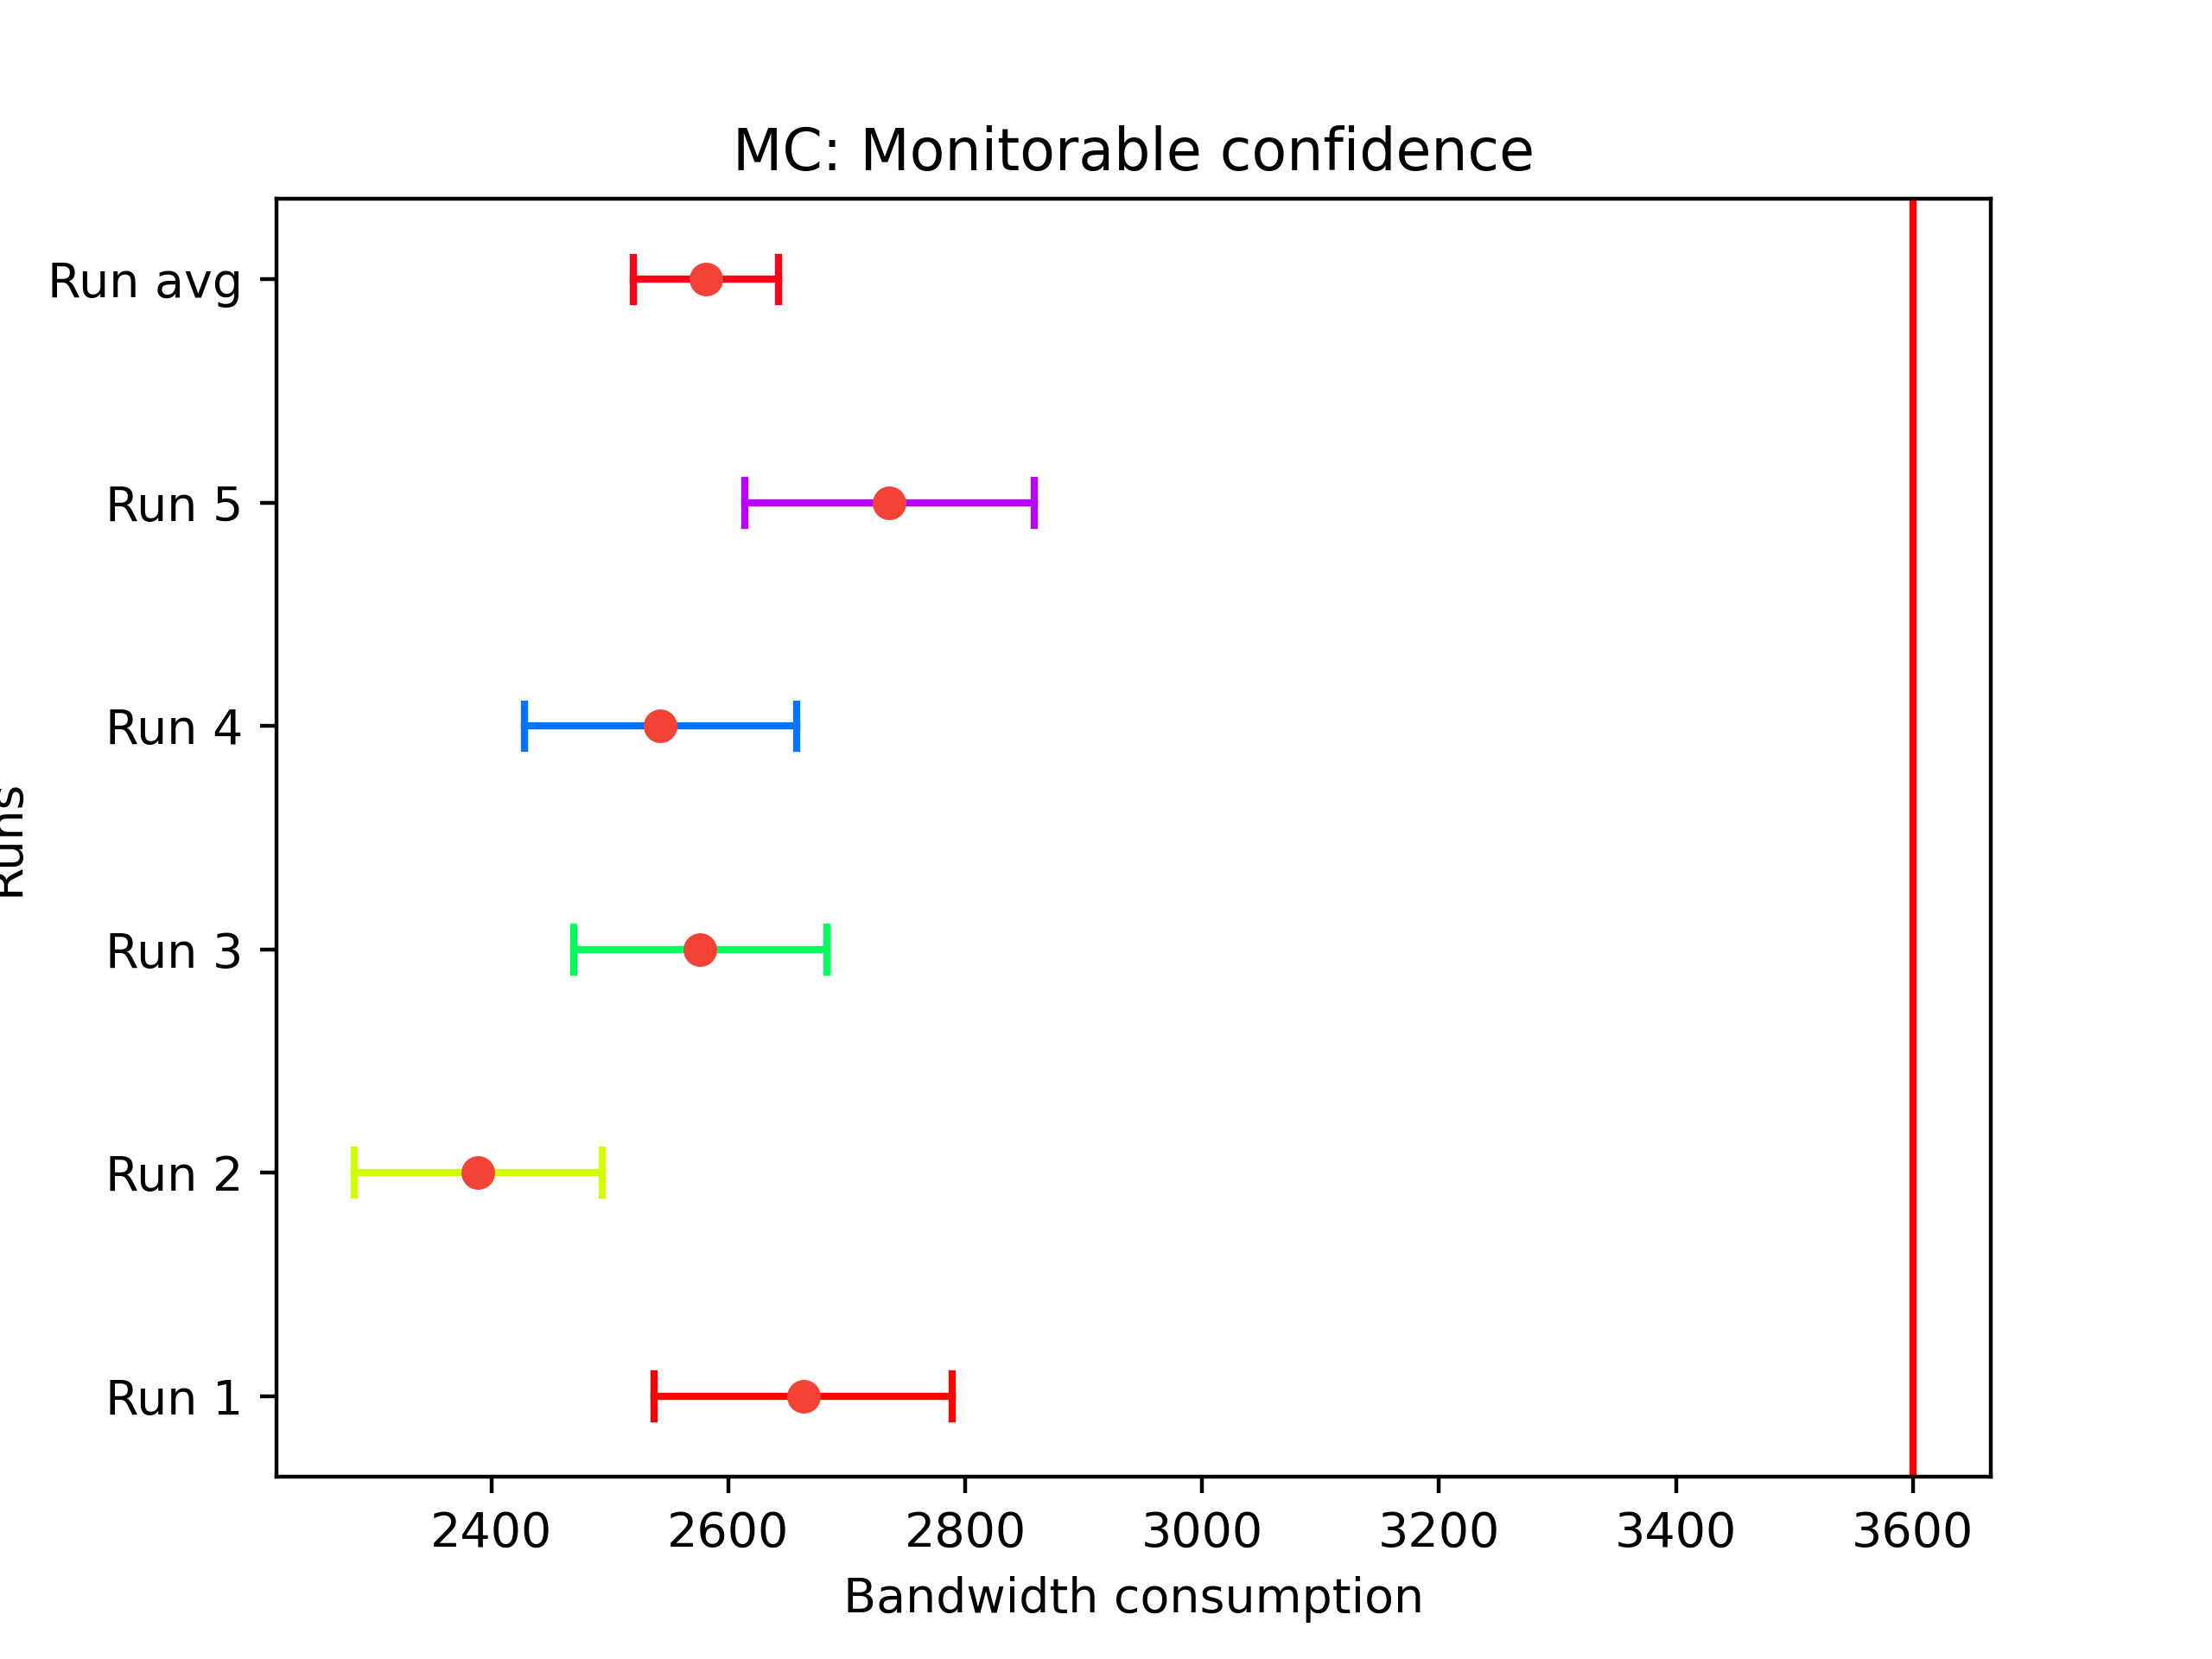 MC: Monitorable confidence
Run avg
Run 5
Run 4
Run 3
Run 2
Run 1
Runs
2400 2600 2800 3000 3200 3400 3600
Bandwidth consumption